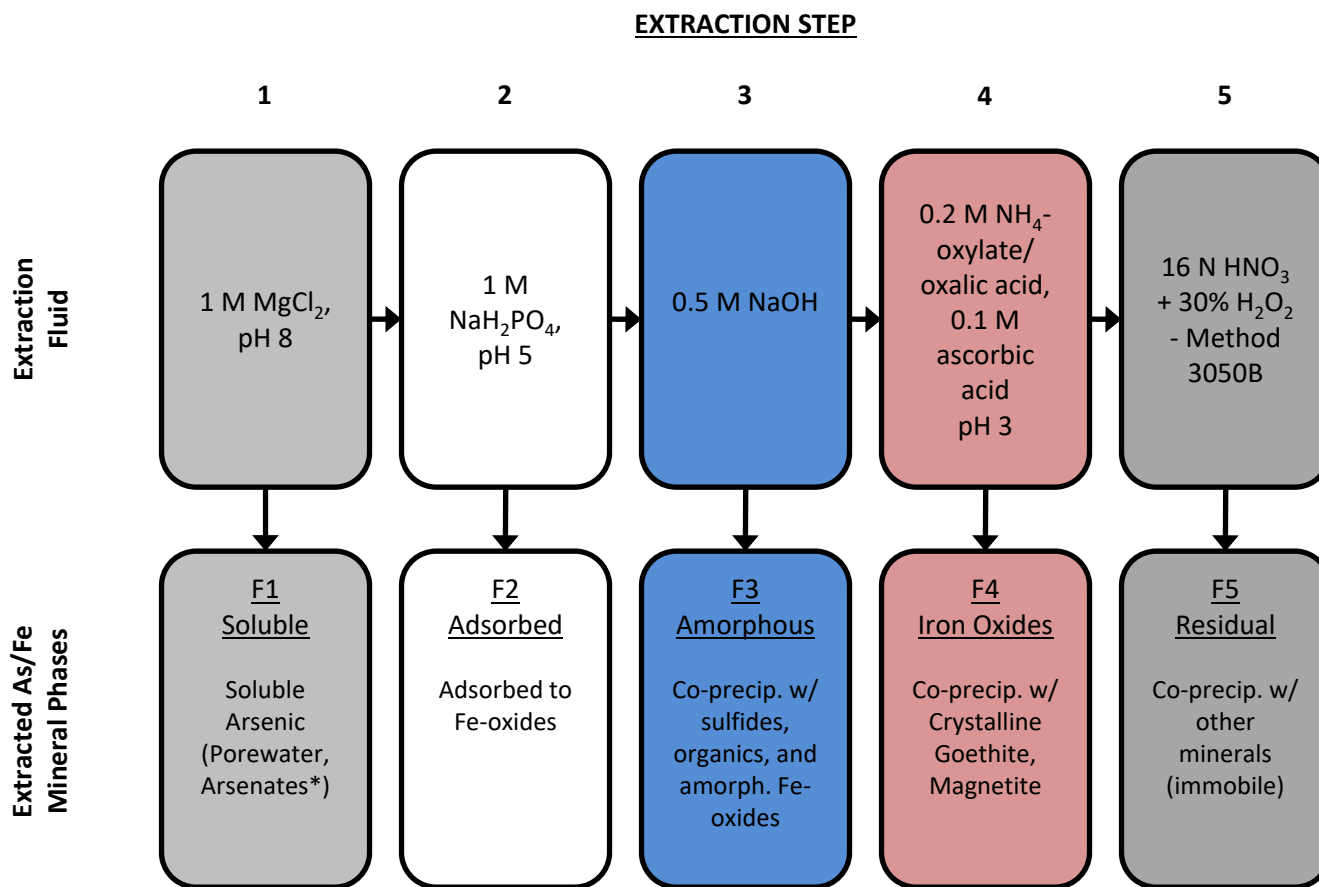 EXTRACTION STEP
1
2
3
4
5
Extraction
Fluid
1 M MgCl₂,
pH 8
1 M
NaH₂PO₄,
pH 5
0.5 M NaOH
0.2 M NH₄-
oxylate/
oxalic acid,
0.1 M
ascorbic
acid
pH 3
16 N HNO₃
+ 30% H₂O₂
- Method
3050B
Extracted As/Fe
Mineral Phases
F1
Soluble
Soluble
Arsenic
(Porewater,
Arsenates*)
F2
Adsorbed
Adsorbed to
Fe-oxides
F3
Amorphous
Co-precip. w/
sulfides,
organics, and
amorph. Fe-
oxides
F4
Iron Oxides
Co-precip. w/
Crystalline
Goethite,
Magnetite
F5
Residual
Co-precip. w/
other
minerals
(immobile)